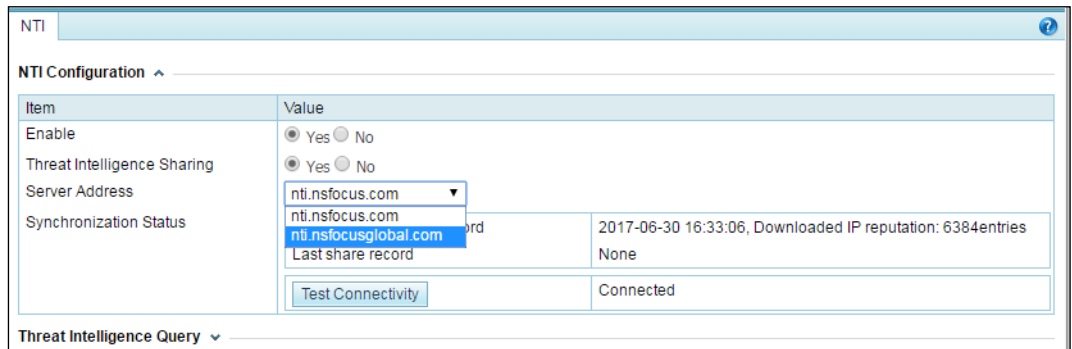 NTI
NTI Configuration
Item Value
Enable Yes No
Threat Intelligence Sharing Yes No
Server Address nti.nsfocus.com
nti.nsfocus.com
nti.nsfocusglobal.com
Synchronization Status 2017-06-30 16:33:06, Downloaded IP reputation: 6384entries
Last share record None
Test Connectivity Connected
Threat Intelligence Query